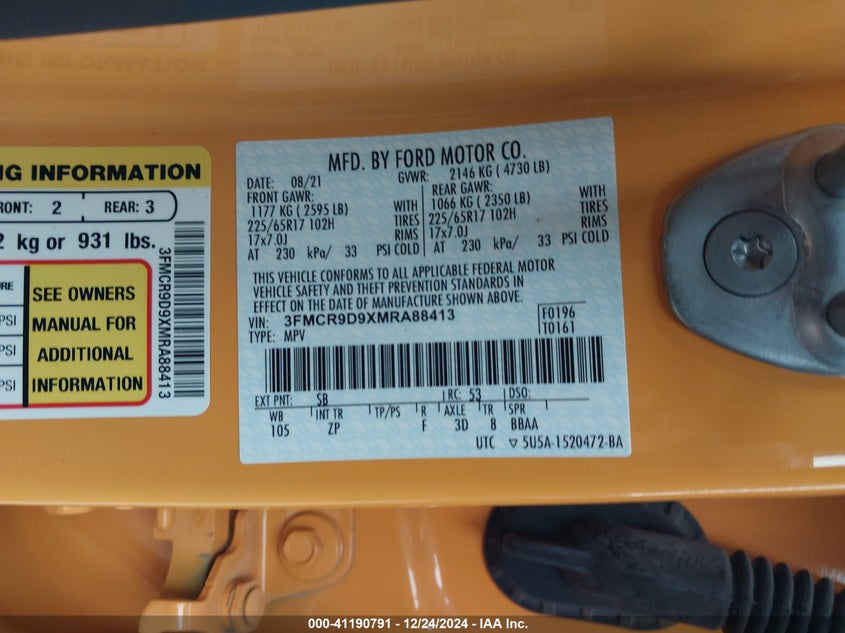 NG INFORMATION
FRONT: 2 REAR: 3
2 kg or 931 lbs.
SEE OWNERS
PSI MANUAL FOR
ADDITIONAL
PSI INFORMATION
3FMCR9D9XMRA88413
MFD. BY FORD MOTOR CO.
DATE: 08/21 GVWR: 2146 KG ( 4730 LB)
FRONT GAWR: REAR GAWR:
1177 KG ( 2595 LB) WITH 1066 KG ( 2350 LB) WITH
225/65R17 102H TIRES 225/65R17 102H TIRES
17x7.0J RIMS 17x7.0J RIMS
AT 230 kPa/ 33 PSI COLD AT 230 kPa/ 33 PSI COLD
THIS VEHICLE CONFORMS TO ALL APPLICABLE FEDERAL MOTOR
VEHICLE SAFETY AND THEFT PREVENTION STANDARDS IN
EFFECT ON THE DATE OF MANUFACTURE SHOWN ABOVE.
VIN: 3FMCR9D9XMRA88413 F0196
TYPE: MPV T0161
EXT PNT: SB RC: 53 DSO:
WB INT TR TP/PS R AXLE TR SPR
105 ZP F 3D 8 BBAA
UTC ▽ 5U5A-1520472-BA
000-41190791 - 12/24/2024 - IAA Inc.